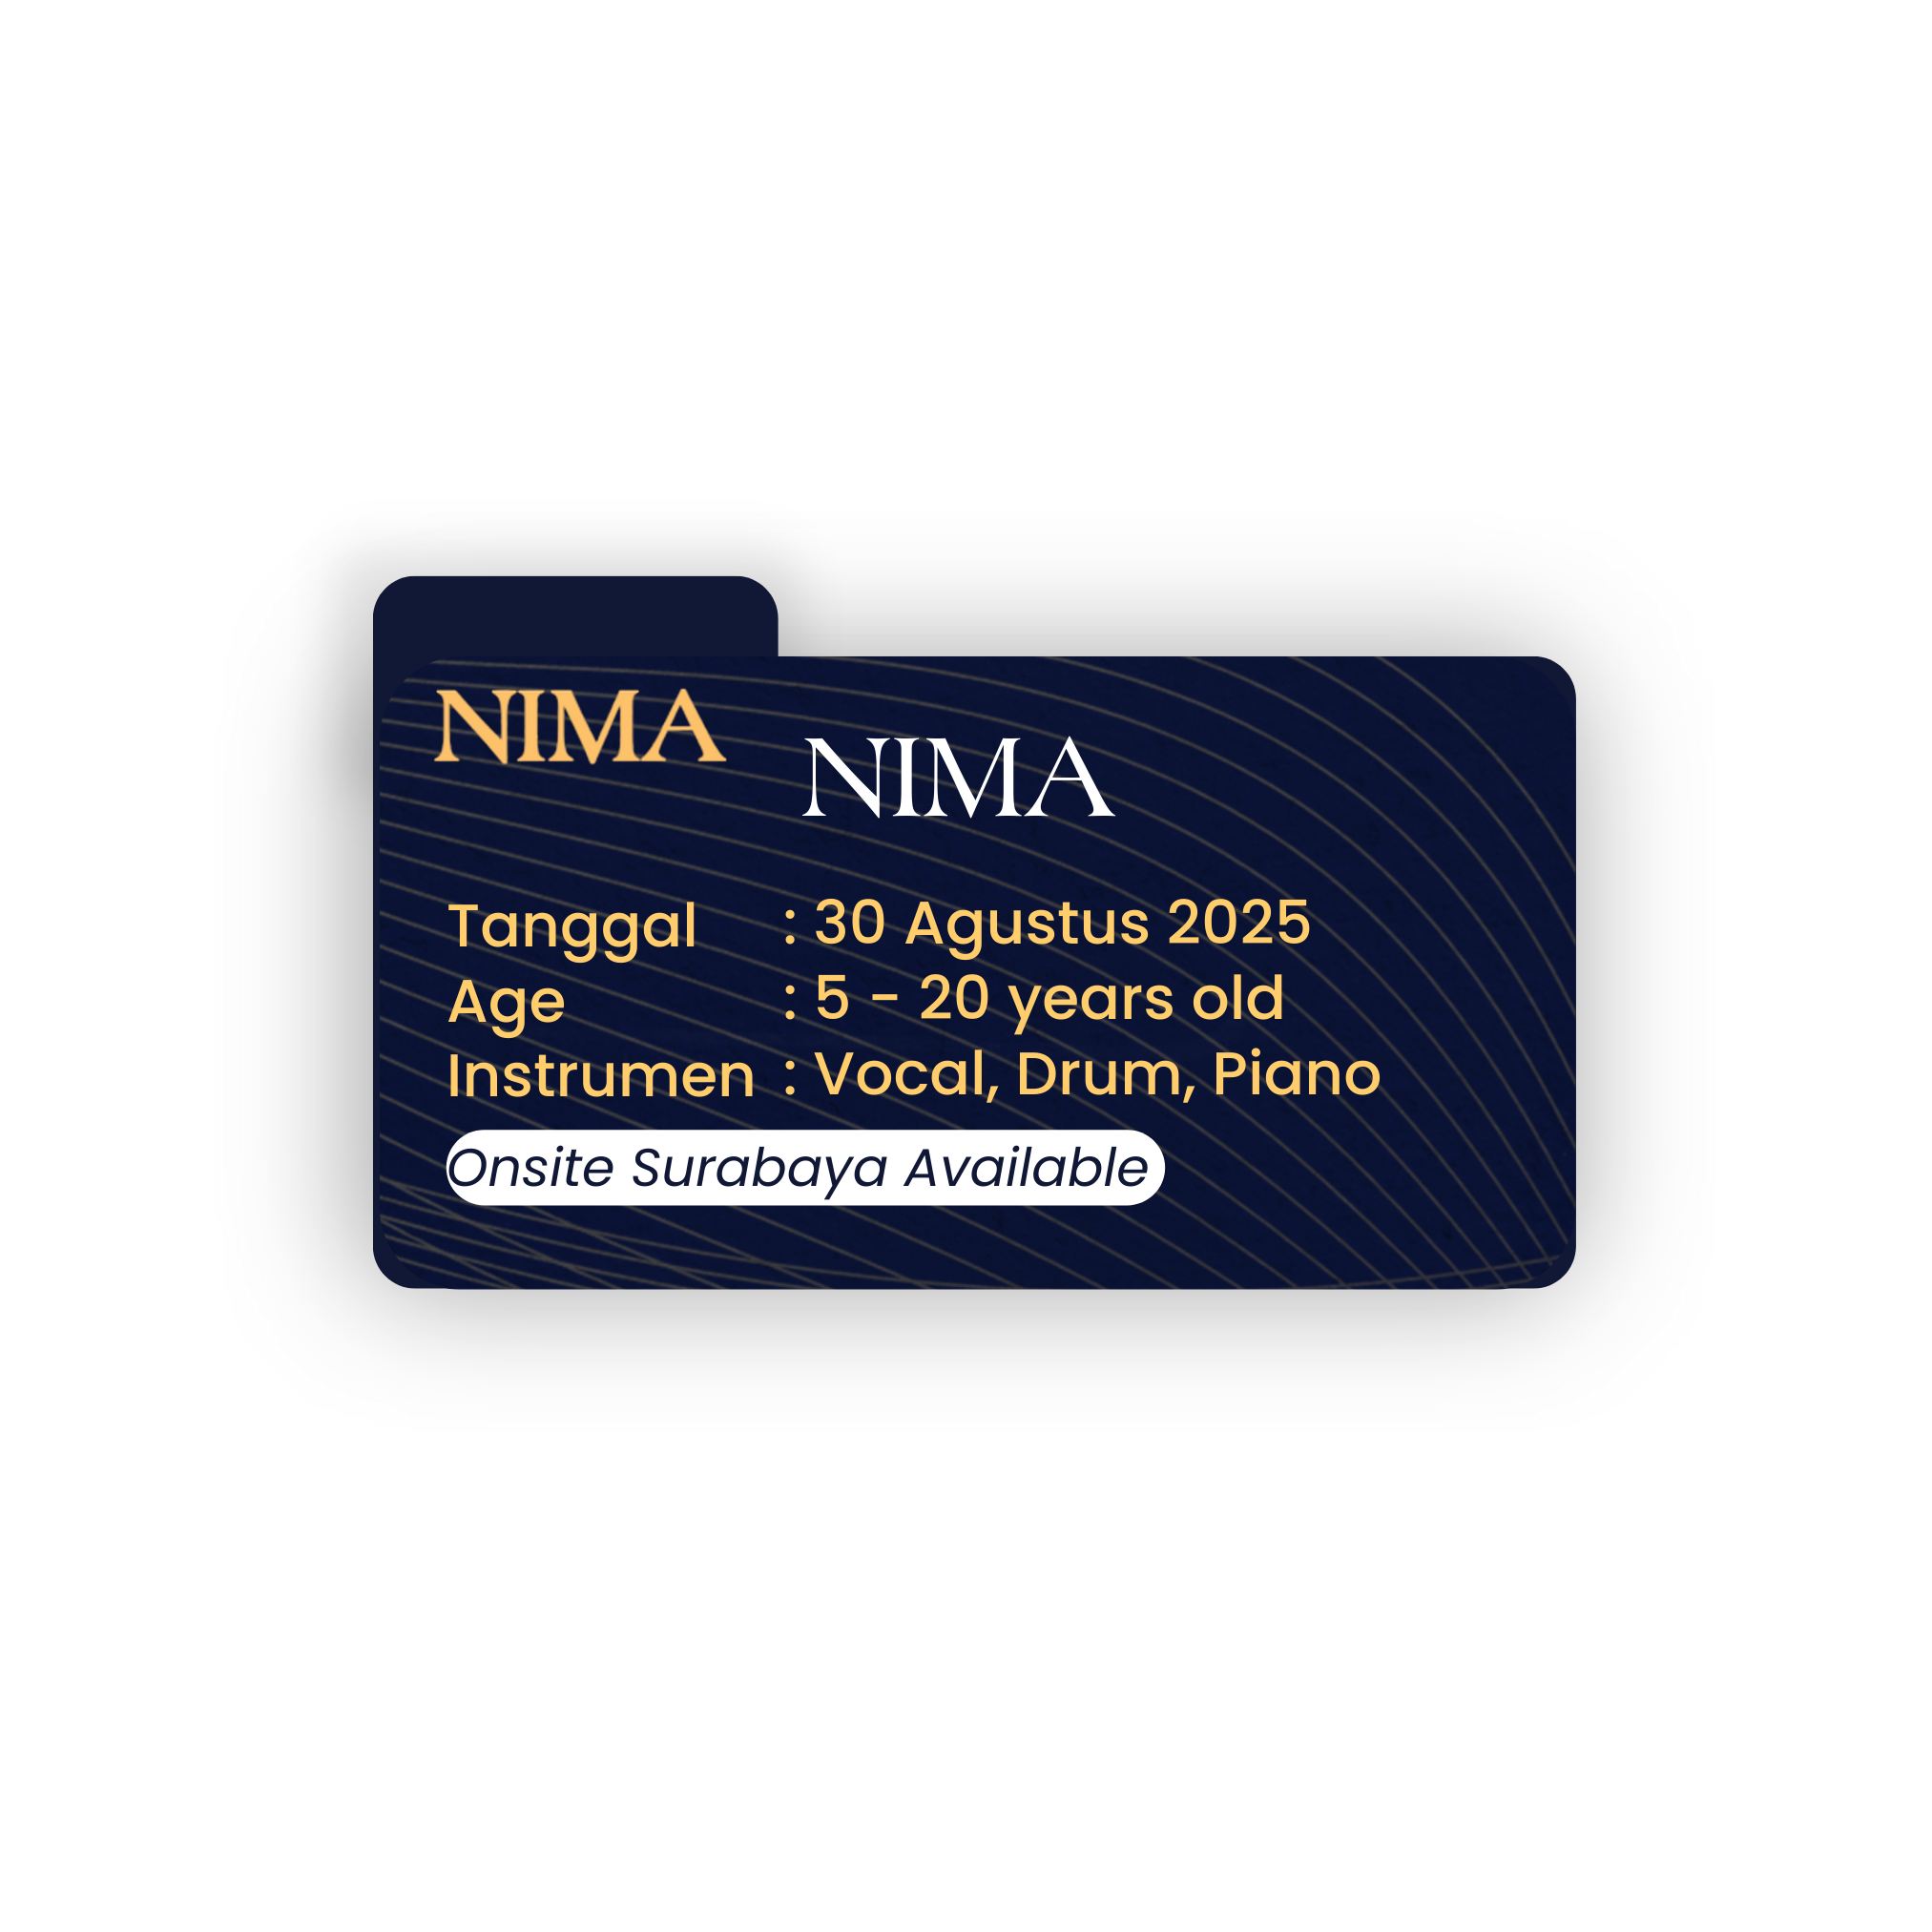 NIMA
NIMA
Tanggal : 30 Agustus 2025
Age : 5 - 20 years old
Instrumen : Vocal, Drum, Piano
Onsite Surabaya Available